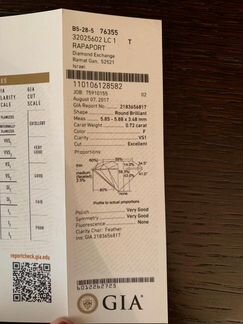 B5-28-5 76355
32025602 LC 1 T
RAPAPORT
Diamond Exchange
Ramat Gan, 52521
Israel
110106128582
JOB 75910155 02
August 07, 2017
GIA Report No. 2183656817
Shape Round Brilliant
Measurements 5.85 - 5.88 x 3.48 mm
Carat Weight 0.72 carat
Color F
Clarity VS1
Cut Excellent
Proportions:
Profile to actual proportions
Polish Very Good
Symmetry Very Good
Fluorescence None
Clarity Char: Feather
Ins: GIA 2183656817
GIA
EXCELLENT
VERY GOOD
GOOD
FAIR
POOR
reportcheck.gia.edu